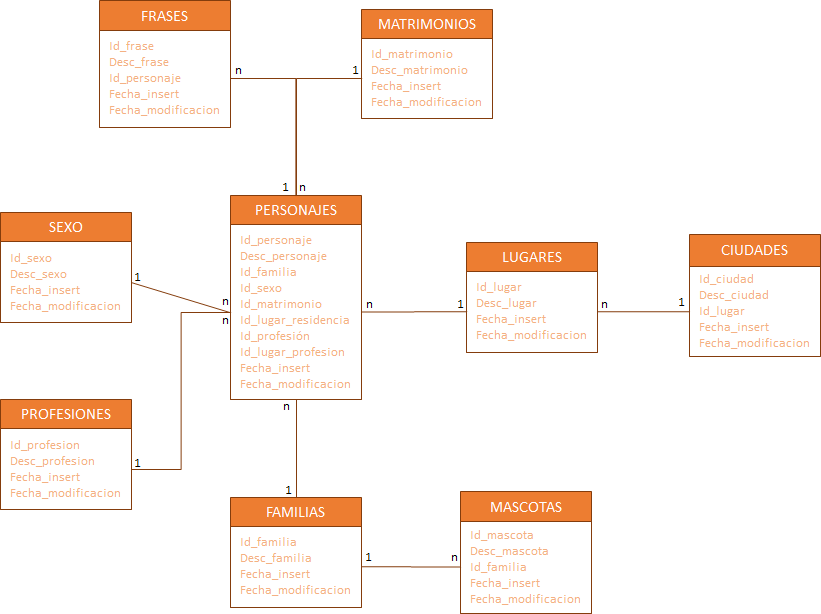 FRASES
Id_frase
Desc_frase
Id_personaje
Fecha_insert
Fecha_modificacion
n
1
MATRIMONIOS
Id_matrimonio
Desc_matrimonio
Fecha_insert
Fecha_modificacion
1 n
SEXO
Id_sexo
Desc_sexo
Fecha_insert
Fecha_modificacion
1
n
n
PERSONAJES
Id_personaje
Desc_personaje
Id_familia
Id_sexo
Id_matrimonio
Id_lugar_residencia
Id_profesión
Id_lugar_profesion
Fecha_insert
Fecha_modificacion
n
1
LUGARES
Id_lugar
Desc_lugar
Fecha_insert
Fecha_modificacion
n
1
CIUDADES
Id_ciudad
Desc_ciudad
Id_lugar
Fecha_insert
Fecha_modificacion
PROFESIONES
Id_profesion
Desc_profesion
Fecha_insert
Fecha_modificacion
1
n
1
FAMILIAS
Id_familia
Desc_familia
Fecha_insert
Fecha_modificacion
1
n
MASCOTAS
Id_mascota
Desc_mascota
Id_familia
Fecha_insert
Fecha_modificacion